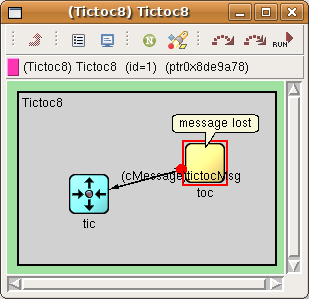 (Tictoc8) Tictoc8
N
RUN
(Tictoc8) Tictoc8 (id=1) (ptr0x8de9a78)
Tictoc8
message lost
(cMessage)tictocMsg
toc
tic